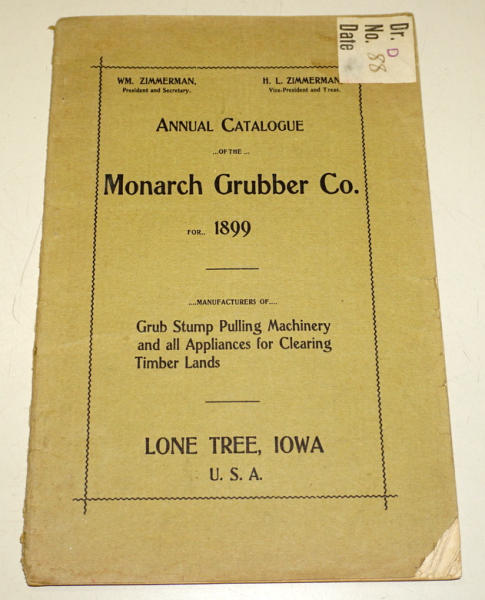 Dr. D
No. 88
Date
WM. ZIMMERMAN,
President and Secretary.
H. L. ZIMMERMAN
Vice-President and Treas.
ANNUAL CATALOGUE
...OF THE...
Monarch Grubber Co.
FOR.. 1899
....MANUFACTURERS OF....
Grub Stump Pulling Machinery
and all Appliances for Clearing
Timber Lands
LONE TREE, IOWA
U. S. A.